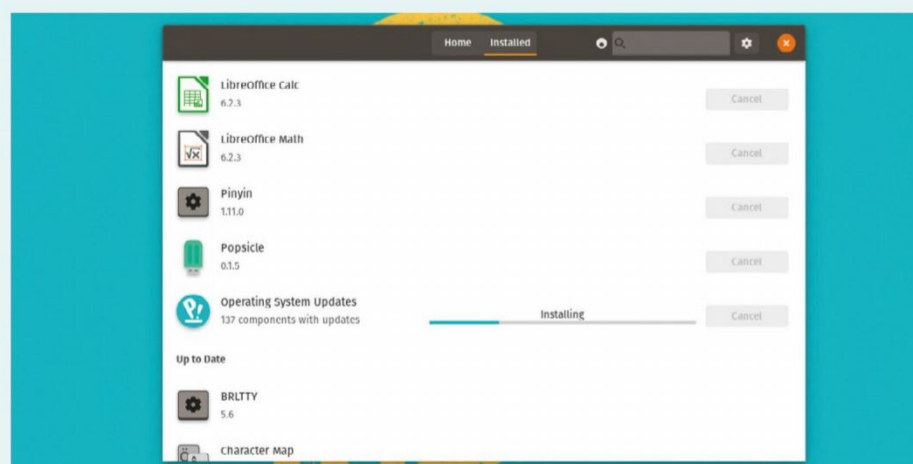 Home Installed
LibreOffice Calc
6.2.3
Cancel
LibreOffice Math
6.2.3
Cancel
Pinyin
1.11.0
Cancel
Popsicle
0.1.5
Cancel
Operating System Updates
137 components with updates
Installing
Cancel
Up to Date
BRLTTY
5.6
Character Map